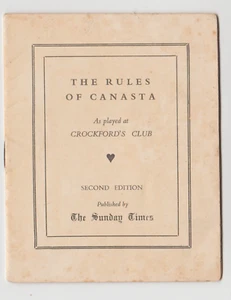 THE RULES
OF CANASTA
As played at
CROCKFORD'S CLUB
SECOND EDITION
Published by
The Sunday Times